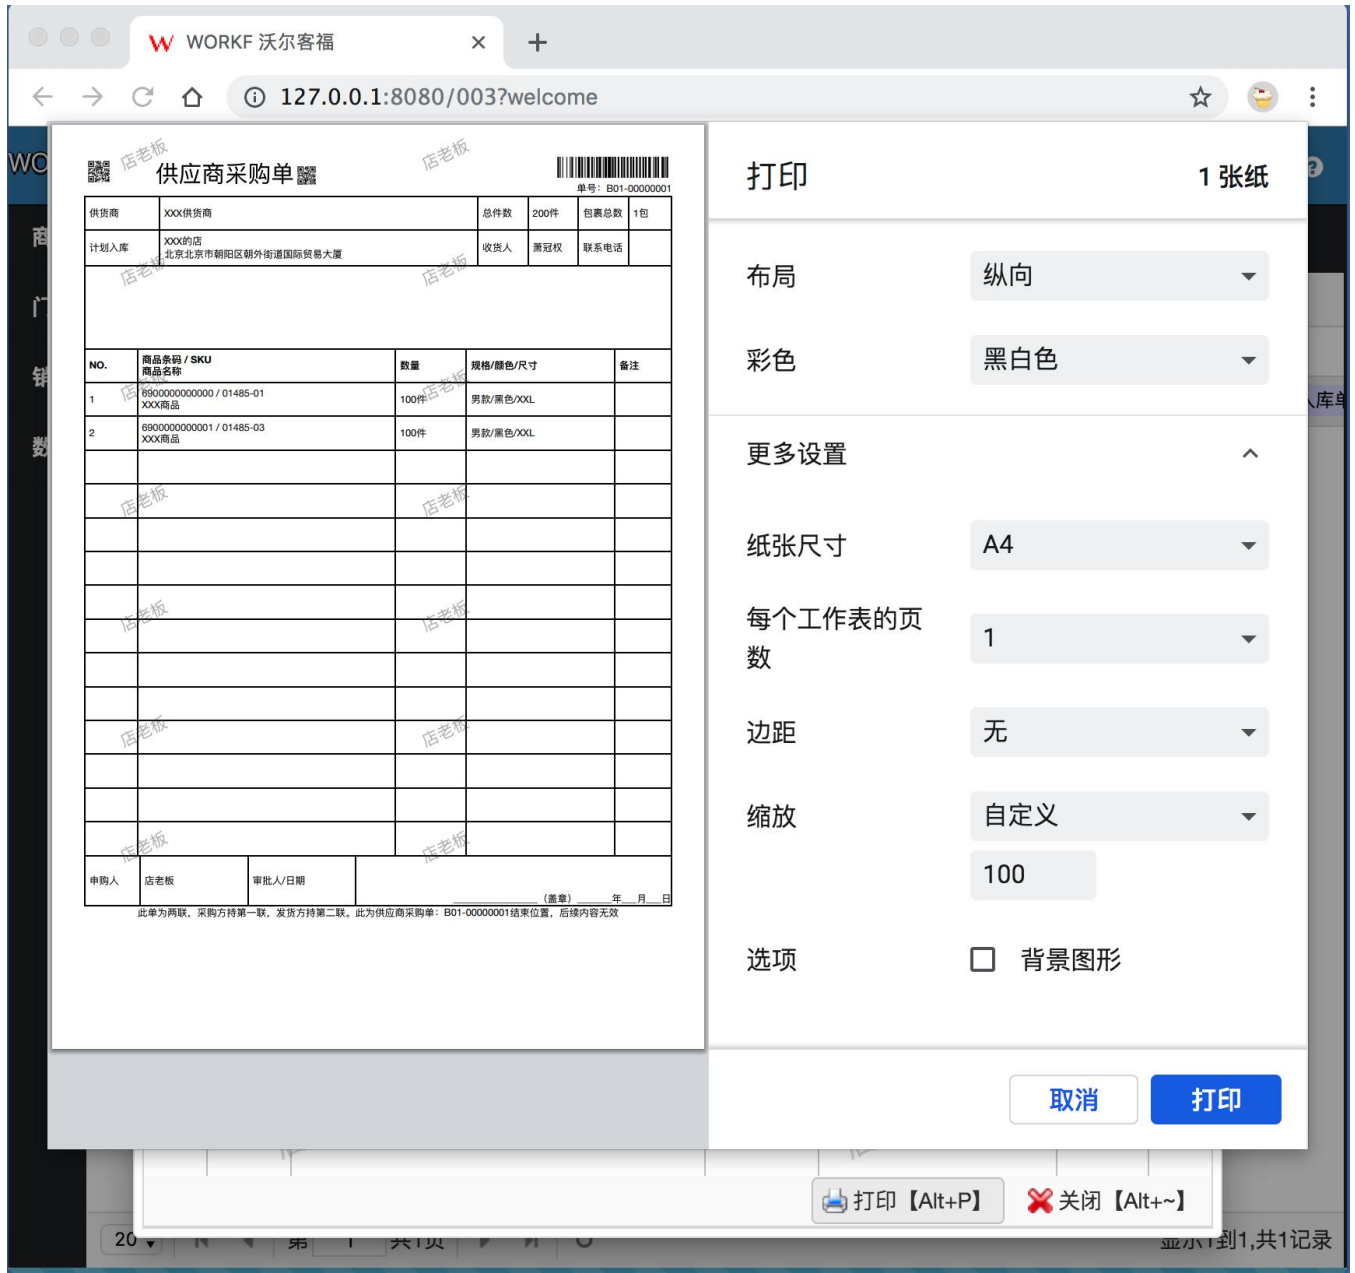 WORKF 沃尔客福
127.0.0.1:8080/003?welcome
WO
商
门
销
数
入库单
供应商采购单
单号：B01-00000001
供货商 XXX供货商 总件数 200件 包裹总数 1包
计划入库 XXX的店
北京北京市朝阳区朝外街道国际贸易大厦 收货人 萧冠权 联系电话
NO. 商品条码 / SKU
商品名称 数量 规格/颜色/尺寸 备注
1 6900000000000 / 01485-01
XXX商品 100件 男款/黑色/XXL
2 6900000000001 / 01485-03
XXX商品 100件 男款/黑色/XXL
申购人 店老板 审批人/日期 （盖章） 年 月 日
此单为两联，采购方持第一联，发货方持第二联。此为供应商采购单：B01-00000001结束位置，后续内容无效
店老板 店老板
店老板 店老板
店老板 店老板
店老板 店老板
店老板 店老板
店老板 店老板
店老板 店老板
打印 1 张纸
布局 纵向
彩色 黑白色
更多设置
纸张尺寸 A4
每个工作表的页数 1
边距 无
缩放 自定义
100
选项 背景图形
取消 打印
打印【Alt+P】 关闭【Alt+~】
20 第 1 共1页 显示1到1,共1记录